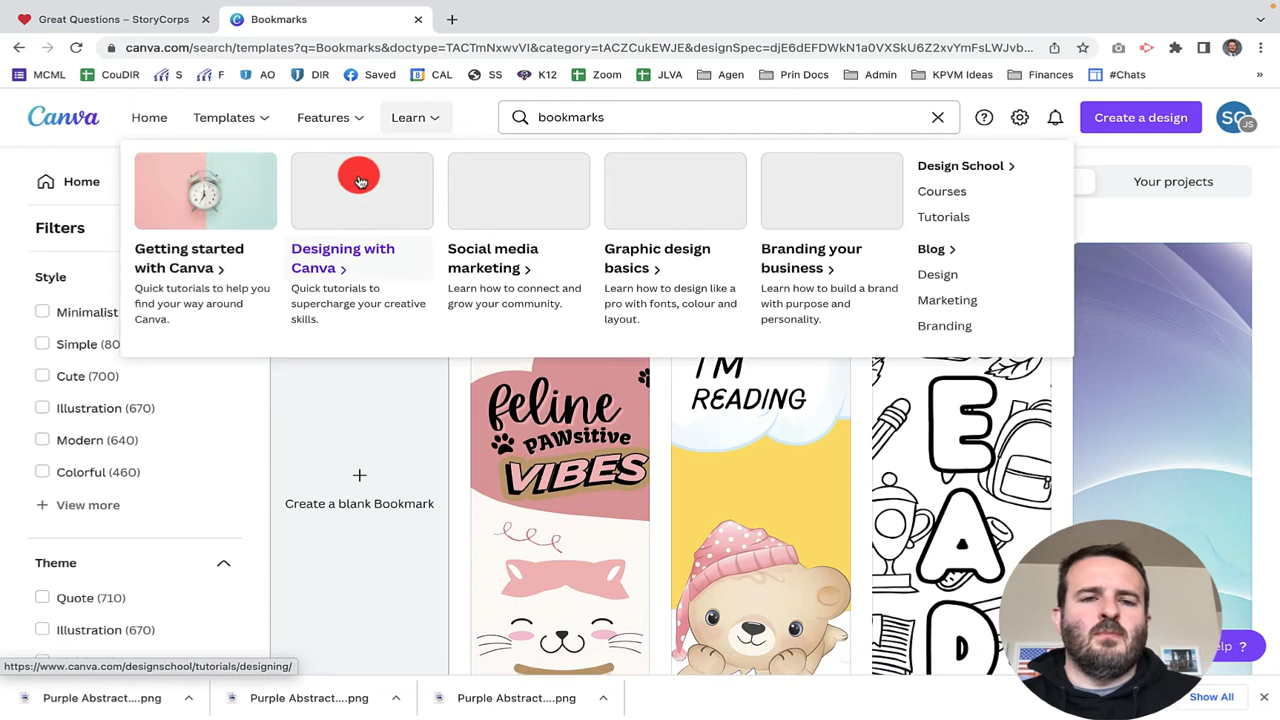 Great Questions – StoryCorps
Bookmarks
canva.com/search/templates?q=Bookmarks&doctype=TACTmNxwvVI&category=tACZCukEWJE&designSpec=djE6dEFDWkN1a0VXSkU6Z2xvYmFsLWJvb...
MCML CouDIR S F AO DIR Saved CAL SS K12 Zoom JLVA Agen Prin Docs Admin KPVM Ideas Finances #Chats »
Canva Home Templates Features Learn bookmarks Create a design SC JS
Home
Your projects
Filters
Style
Minimalist
Simple (80
Cute (700)
Illustration (670)
Modern (640)
Colorful (460)
View more
Theme
Quote (710)
Illustration (670)
Getting started with Canva
Quick tutorials to help you
find your way around
Canva.
Designing with
Canva
Quick tutorials to
supercharge your creative
skills.
Social media
marketing
Learn how to connect and
grow your community.
Graphic design
basics
Learn how to design like a
pro with fonts, colour and
layout.
Branding your
business
Learn how to build a brand
with purpose and
personality.
Design School
Courses
Tutorials
Blog
Design
Marketing
Branding
Create a blank Bookmark
feline
PAWsitive
VIBES
I'M
READING
E
A
D
elp ?
https://www.canva.com/designschool/tutorials/designing/
Purple Abstract....png
Purple Abstract....png
Purple Abstract....png
Show All